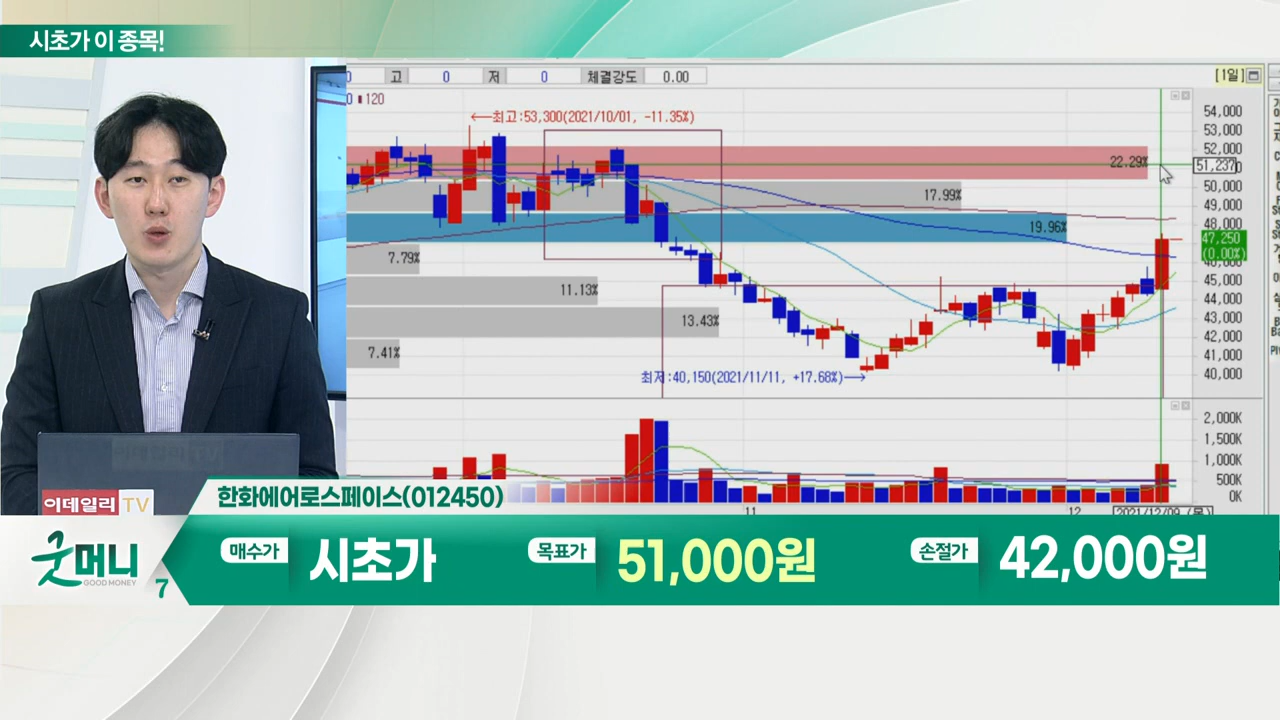 시초가 이 종목!
0 고 0 저 0 체결강도 0.00 [1일]
120
최고:53,300(2021/10/01, -11.35%)
54,000
53,000
52,000
51,237
50,000
49,000
48,000
47,250
(0.00%)
46,000
45,000
44,000
43,000
42,000
41,000
40,000
22.29%
17.99%
19.96%
7.79%
11.13%
13.43%
7.41%
최저:40,150(2021/11/11, +17.68%)
2,000K
1,500K
1,000K
500K
0K
11 12 2021/12/09 (목)
이데일리 TV
한화에어로스페이스(012450)
굿머니
GOOD MONEY
7
매수가 시초가 목표가 51,000원 손절가 42,000원